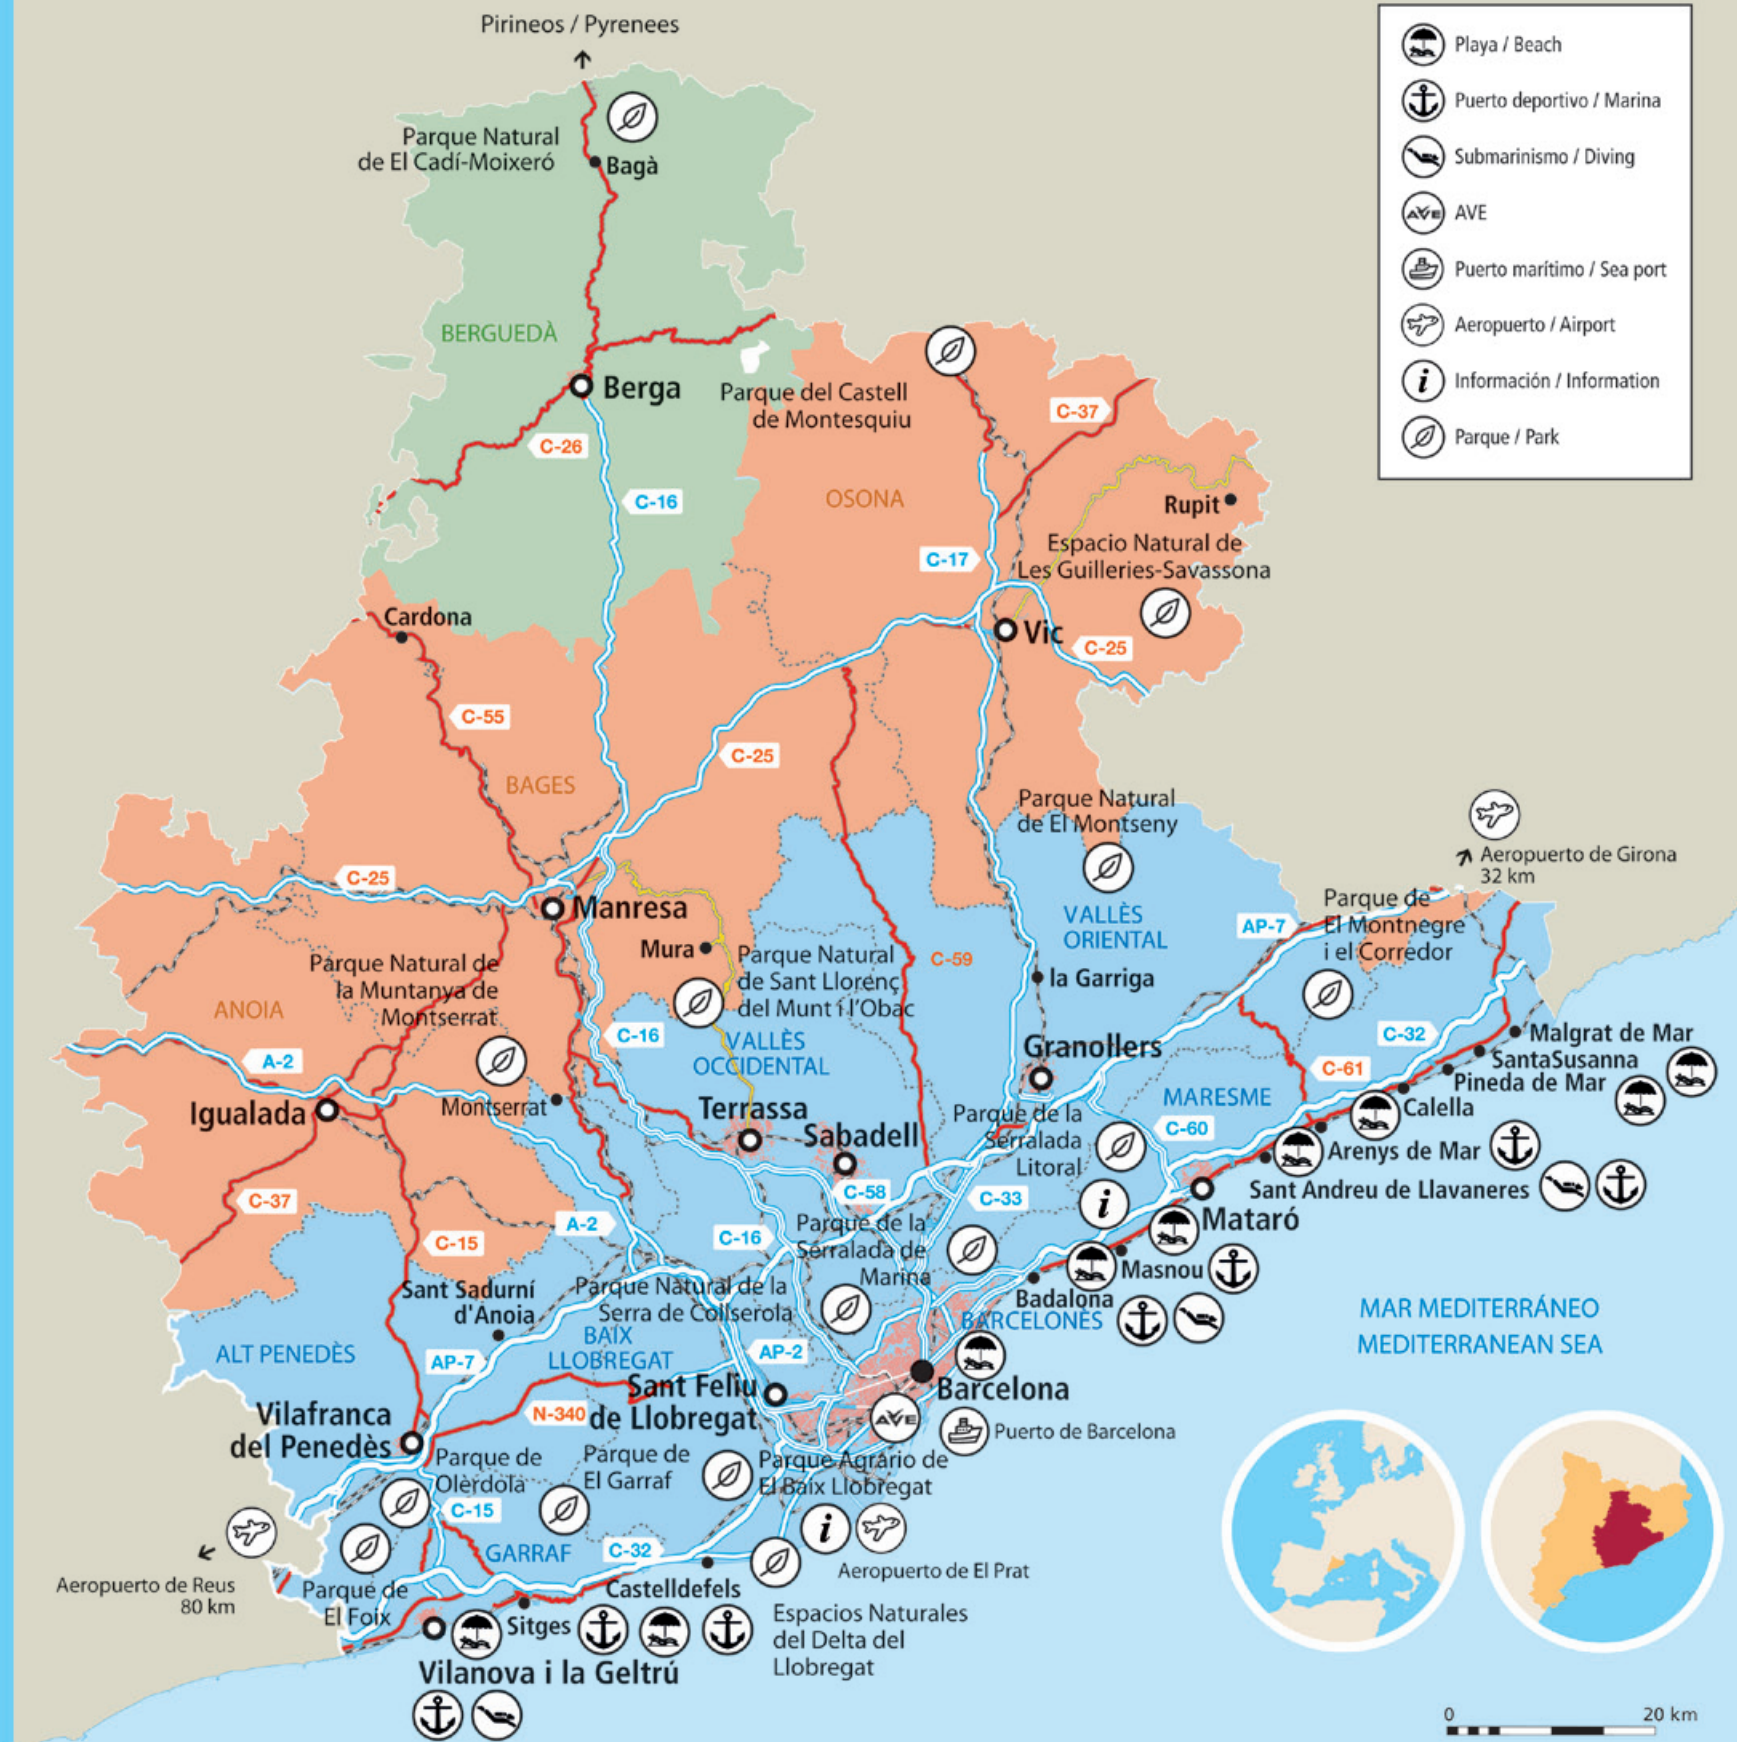 Pirineos / Pyrenees
Playa / Beach
Puerto deportivo / Marina
Submarinismo / Diving
AVE
AVE
Puerto marítimo / Sea port
Aeropuerto / Airport
i
Información / Information
Parque / Park
Parque Natural
de El Cadí-Moixeró
Bagà
BERGUEDÀ
Berga
Parque del Castell
de Montesquiu
C-37
C-26
C-16
OSONA
Rupit
Espacio Natural de
Les Guilleries-Savassona
C-17
Cardona
Vic
C-25
C-55
C-25
BAGES
Parque Natural
de El Montseny
Aeropuerto de Girona
32 km
C-25
Manresa
Mura
Parque Natural
de Sant Llorenç
del Munt i l'Obac
C-59
VALLÈS
ORIENTAL
AP-7
Parque de
El Montnegre
i el Corredor
la Garriga
Parque Natural de
la Muntanya de
Montserrat
ANOIA
A-2
C-16
VALLÈS
OCCIDENTAL
Granollers
C-32
Malgrat de Mar
SantaSusanna
Pineda de Mar
C-61
Calella
MARESME
Igualada
Montserrat
Terrassa
Sabadell
Parque de la
Serralada
Litoral
C-60
Arenys de Mar
Sant Andreu de Llavaneres
C-37
C-58
C-33
i
Mataró
C-15
A-2
C-16
Parque de la
Serralada de
Marina
Masnou
Sant Sadurní
d'Anoia
Parque Natural de la
Serra de Collserola
Badalona
BARCELONÈS
MAR MEDITERRÁNEO
MEDITERRANEAN SEA
ALT PENEDÈS
AP-7
BAIX
LLOBREGAT
AP-2
Sant Feliu
de Llobregat
Barcelona
N-340
AVE
Puerto de Barcelona
Vilafranca
del Penedès
Parque de
Olèrdola
Parque de
El Garraf
Parque Agrario de
El Baix Llobregat
C-15
i
GARRAF
C-32
Aeropuerto de El Prat
Aeropuerto de Reus
80 km
Parque de
El Foix
Castelldefels
Sitges
Espacios Naturales
del Delta del
Llobregat
Vilanova i la Geltrú
0 20 km